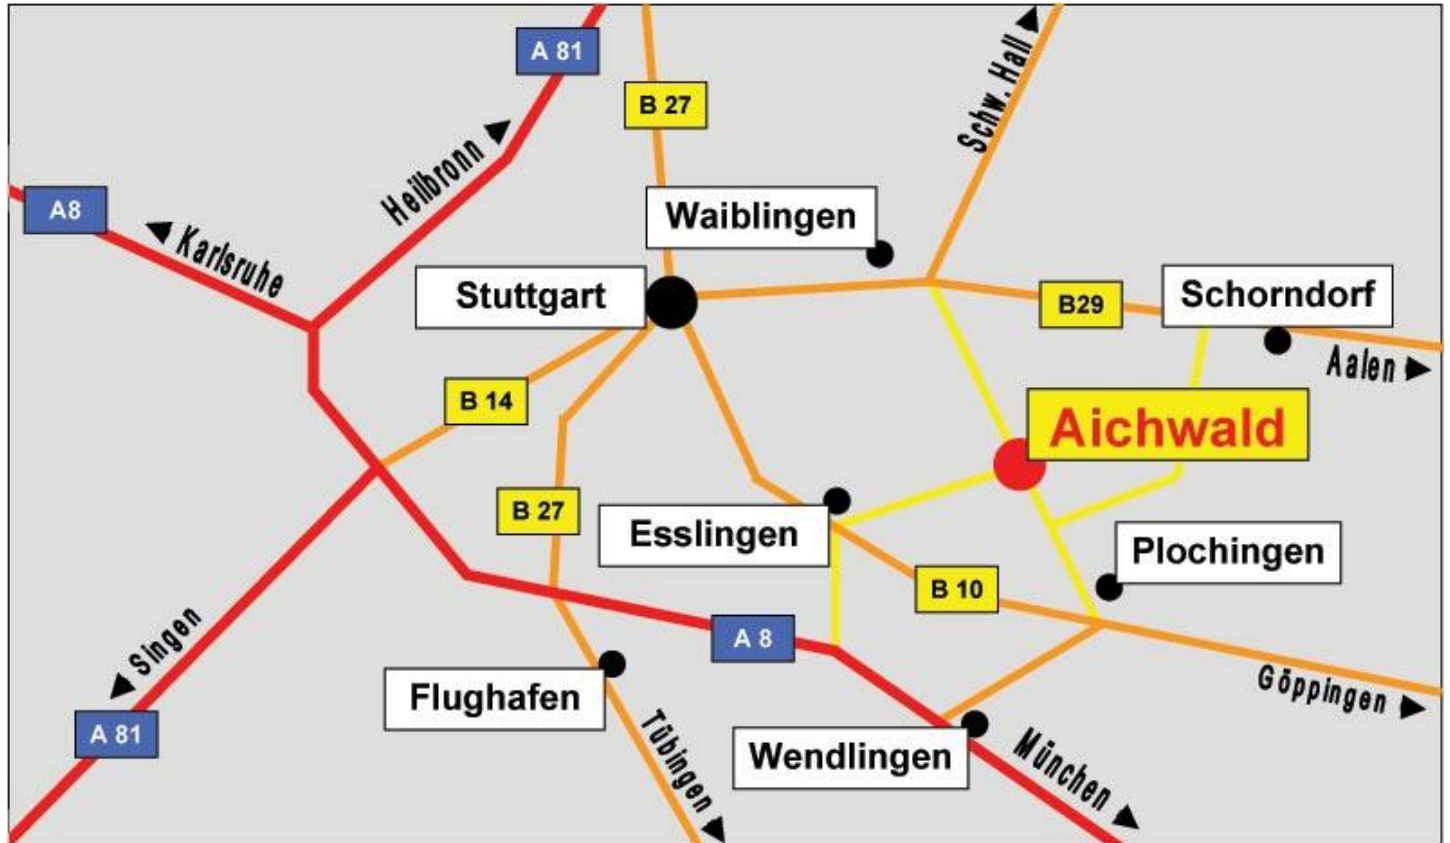 A 81
B 27
Schw. Hall
Heilbronn
A8
Karlsruhe
Waiblingen
Stuttgart
B29
Schorndorf
Aalen
B 14
Aichwald
B 27
Esslingen
Plochingen
B 10
A 8
Singen
Flughafen
Göppingen
A 81
Tübingen
Wendlingen
München